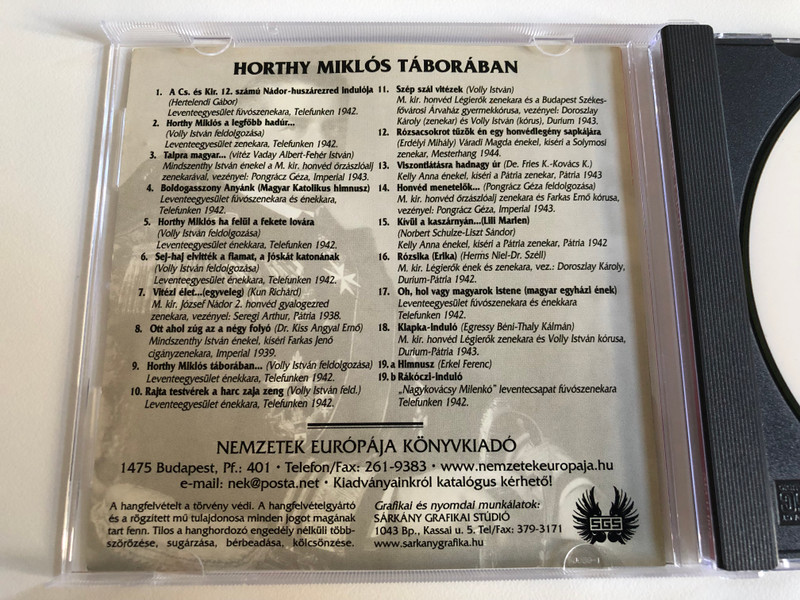 HORTHY MIKLÓS TÁBORÁBAN
1. A Cs. és Kir. 12. számú Nádor-huszárezred indulója
(Hertelendi Gábor)
Leventeegyesület fúvószenekara, Telefunken 1942.
2. Horthy Miklós a legfőbb hadúr...
(Volly István feldolgozása)
Leventeegyesület zenekara, Telefunken 1942.
3. Talpra magyar... (vitéz Vaday Albert-Fehér István)
Mindszenthy István énekel a M. kir. honvéd őrzászlóalj
zenekarával, vezényel: Pongrácz Géza, Imperial 1943.
4. Boldogasszony Anyánk (Magyar Katolikus himnusz)
Leventeegyesület fúvószenekara és énekkara,
Telefunken 1942.
5. Horthy Miklós ha felül a fekete lovára
(Volly István feldolgozása)
Leventeegyesület énekkara, Telefunken 1942.
6. Sej-haj elvitték a fiamat, a Jóskát katonának
(Volly István feldolgozása)
Leventeegyesület énekkara, Telefunken 1942.
7. Vitézi élet...(egyveleg) (Kun Richárd)
M. kir. József Nádor 2. honvéd gyalogezred
zenekara, vezényel: Seregi Arthur, Pátria 1938.
8. Ott ahol zúg az a négy folyó (Dr. Kiss Angyal Ernő)
Mindszenthy István énekel, kíséri Farkas Jenő
cigányzenekara, Imperial 1939.
9. Horthy Miklós táborában... (Volly István feldolgozása)
Leventeegyesület énekkara, Telefunken 1942.
10. Rajta testvérek a harc zaja zeng (Volly István feld.)
Leventeegyesület énekkara, Telefunken 1942.
11. Szép szál vitézek (Volly István)
M. kir. honvéd Légierők zenekara és a Budapest Székes-
fővárosi Árvaház gyermekkórusa, vezényel: Doroszlay
Károly (zenekar) és Volly István (kórus), Durium 1943.
12. Rózsacsokrot tűzök én egy honvédlegény sapkájára
(Erdélyi Mihály) Váradi Magda énekel, kíséri a Solymosi
zenekar, Mesterhang 1944.
13. Viszontlátásra hadnagy úr (De. Fries K.-Kovács K.)
Kelly Anna énekel, kíséri a Pátria zenekar, Pátria 1943
14. Honvéd menetelők... (Pongrácz Géza feldolgozása)
M. kir. honvéd őrzászlóalj zenekara és Farkas Ernő kórusa,
vezényel: Pongrácz Géza, Imperial 1943.
15. Kívül a kaszárnyán...(Lili Marlen)
(Norbert Schulze-Liszt Sándor)
Kelly Anna énekel, kíséri a Pátria zenekar, Pátria 1942
16. Rózsika (Erika) (Herms Niel-Dr. Széll)
M. kir. Légierők ének és zenekara, vez.: Doroszlay Károly,
Durium-Pátria 1942.
17. Oh, hol vagy magyarok istene (magyar egyházi ének)
Leventeegyesület fúvószenekara és énekkara
Telefunken 1942.
18. Klapka-induló (Egressy Béni-Thaly Kálmán)
M. kir. honvéd Légierők zenekara és Volly István kórusa,
Durium-Pátria 1943.
19.a Himnusz (Erkel Ferenc)
19.b Rákóczi-induló
„Nagykovácsy Milenkó" leventecsapat fúvószenekara
Telefunken 1942.
NEMZETEK EURÓPÁJA KÖNYVKIADÓ
1475 Budapest, Pf.: 401 • Telefon/Fax: 261-9383 • www.nemzetekeuropaja.hu
e-mail: nek@posta.net • Kiadványainkról katalógus kérhető!
A hangfelvételt a törvény védi. A hangfelvételgyártó
és a rögzített mű tulajdonosa minden jogot magának
tart fenn. Tilos a hanghordozó engedély nélküli több-
szörözése, sugárzása, bérbeadása, kölcsönzése.
Grafikai és nyomdai munkálatok:
SÁRKÁNY GRAFIKAI STÚDIÓ
1043 Bp., Kassai u. 5. Tel/Fax: 379-3171
www.sarkanygrafika.hu
SGS